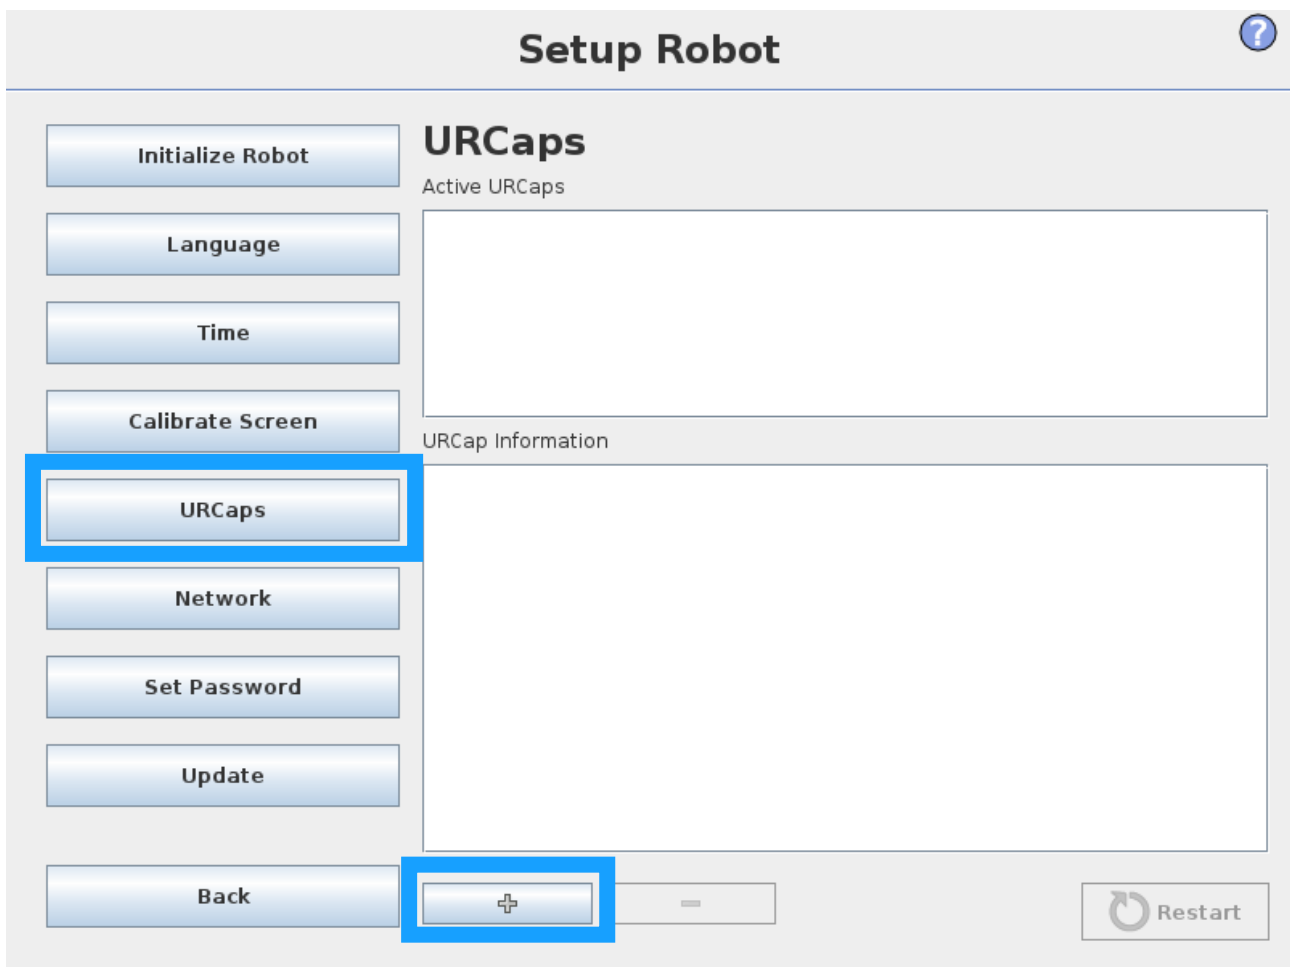 Setup Robot
?
Initialize Robot
Language
Time
Calibrate Screen
URCaps
Network
Set Password
Update
Back
URCaps
Active URCaps
URCap Information
+
-
Restart